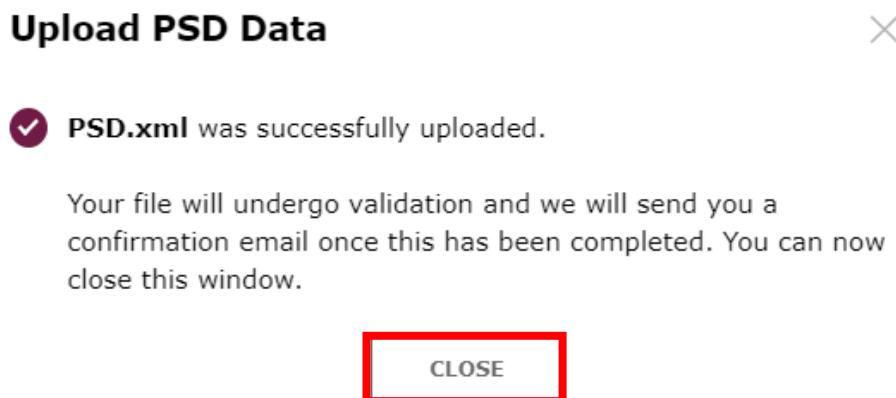 Upload PSD Data
PSD.xml was successfully uploaded.
Your file will undergo validation and we will send you a
confirmation email once this has been completed. You can now
close this window.
CLOSE